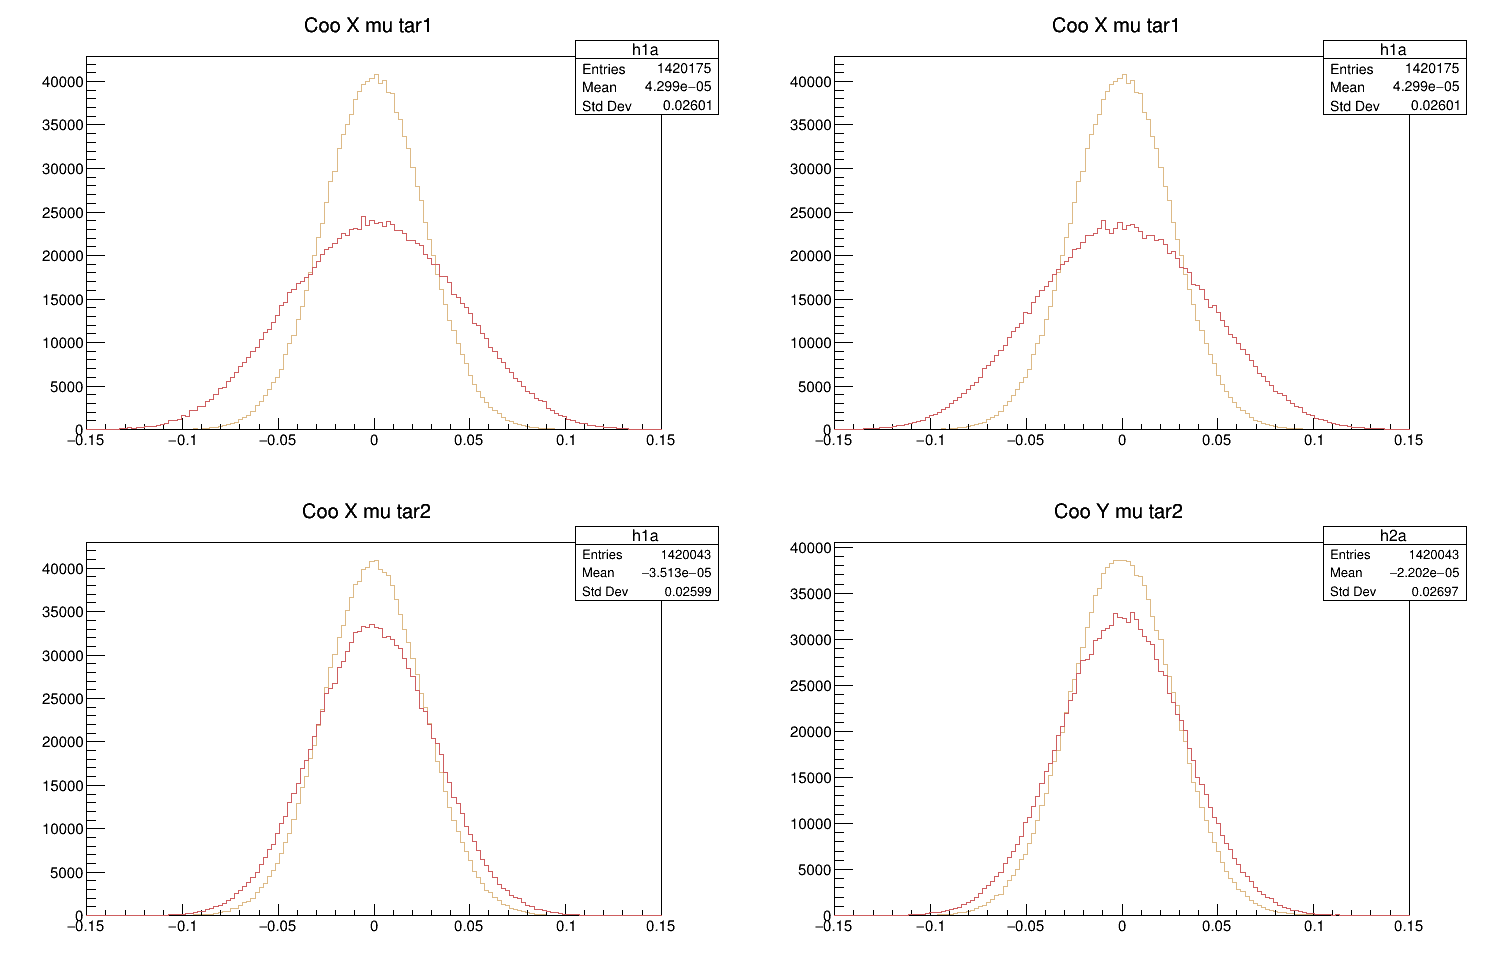 Coo X mu tar1
h1a
Entries 1420175
Mean 4.299e−05
Std Dev 0.02601
40000
35000
30000
25000
20000
15000
10000
5000
0
−0.15 −0.1 −0.05 0 0.05 0.1 0.15
Coo X mu tar1
h1a
Entries 1420175
Mean 4.299e−05
Std Dev 0.02601
40000
35000
30000
25000
20000
15000
10000
5000
0
−0.15 −0.1 −0.05 0 0.05 0.1 0.15
Coo X mu tar2
h1a
Entries 1420043
Mean −3.513e−05
Std Dev 0.02599
40000
35000
30000
25000
20000
15000
10000
5000
0
−0.15 −0.1 −0.05 0 0.05 0.1 0.15
Coo Y mu tar2
h2a
Entries 1420043
Mean −2.202e−05
Std Dev 0.02697
40000
35000
30000
25000
20000
15000
10000
5000
0
−0.15 −0.1 −0.05 0 0.05 0.1 0.15